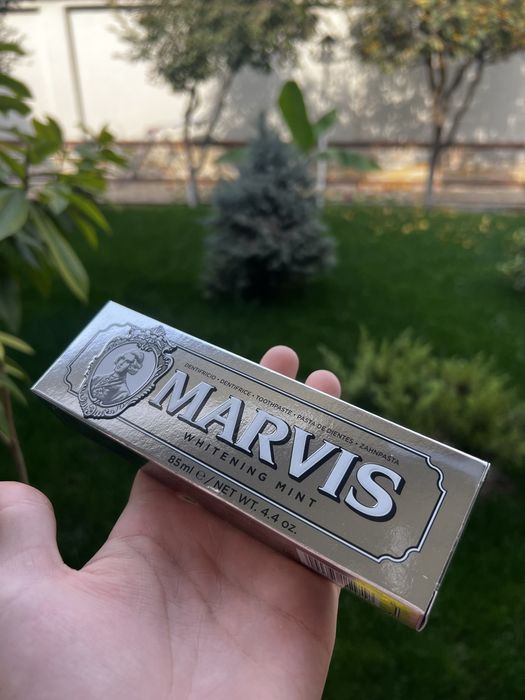 DENTIFRICIO • DENTIFRICE • TOOTHPASTE • PASTA DE DIENTES • ZAHNPASTA
MARVIS
WHITENING MINT
85ml ℮ / NET WT. 4.4 oz.